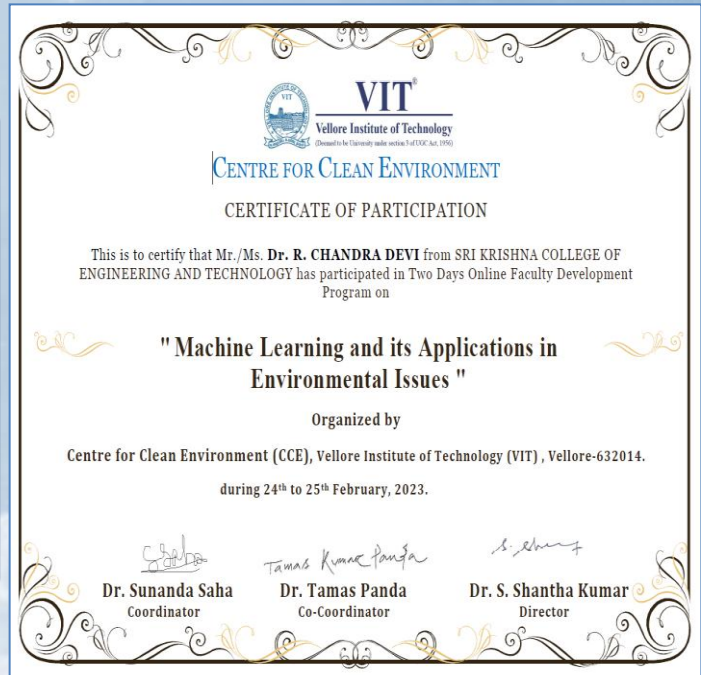 VIT
VIT®
Vellore Institute of Technology
(Deemed to be University under section 3 of UGC Act, 1956)
CENTRE FOR CLEAN ENVIRONMENT
CERTIFICATE OF PARTICIPATION
This is to certify that Mr./Ms. Dr. R. CHANDRA DEVI from SRI KRISHNA COLLEGE OF
ENGINEERING AND TECHNOLOGY has participated in Two Days Online Faculty Development
Program on
" Machine Learning and its Applications in
Environmental Issues "
Organized by
Centre for Clean Environment (CCE), Vellore Institute of Technology (VIT) , Vellore-632014.
during 24th to 25th February, 2023.
Tamas Kumar Panda
Dr. Sunanda Saha
Dr. Tamas Panda
Dr. S. Shantha Kumar
Coordinator
Co-Coordinator
Director